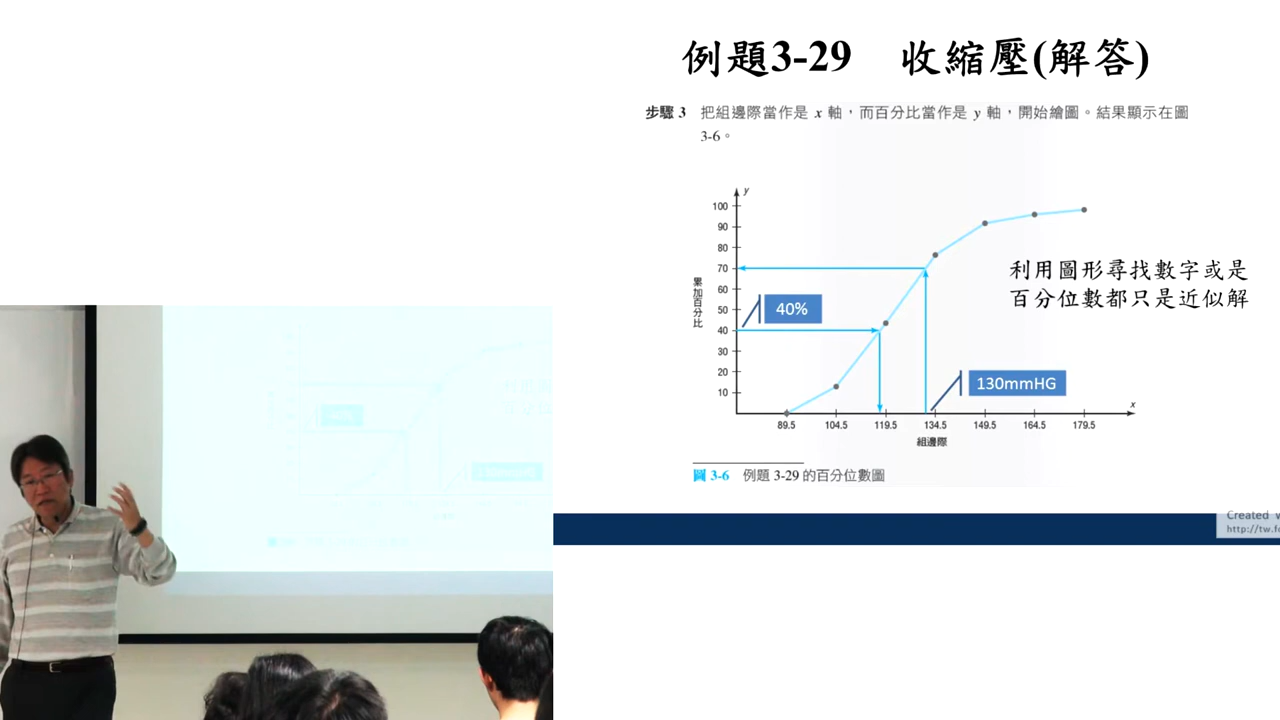 例題3-29 收縮壓(解答)
步驟 3 把組邊際當作是 x 軸，而百分比當作是 y 軸，開始繪圖。結果顯示在圖
3-6。
y
100
90
80
70
60
50
40
30
20
10
累加百分比
40%
利用圖形尋找數字或是
百分位數都只是近似解
130mmHG
x
89.5 104.5 119.5 134.5 149.5 164.5 179.5
組邊際
圖 3-6 例題 3-29 的百分位數圖
Created
http://tw.f